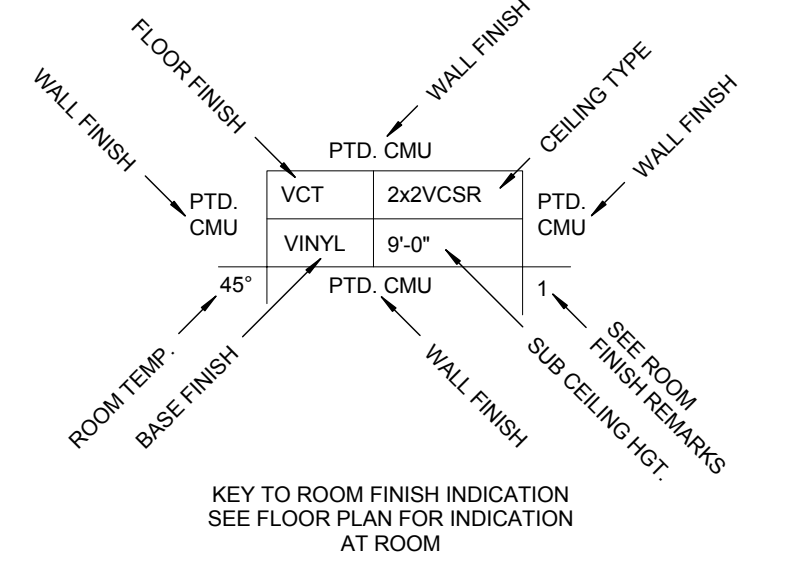 FLOOR FINISH
WALL FINISH
WALL FINISH
CEILING TYPE
WALL FINISH
PTD. CMU
PTD.
CMU
VCT
2x2VCSR
PTD.
CMU
VINYL
9'-0"
45°
PTD. CMU
1
ROOM TEMP.
BASE FINISH
WALL FINISH
SUB CEILING HGT.
SEE ROOM
FINISH REMARKS
KEY TO ROOM FINISH INDICATION
SEE FLOOR PLAN FOR INDICATION
AT ROOM